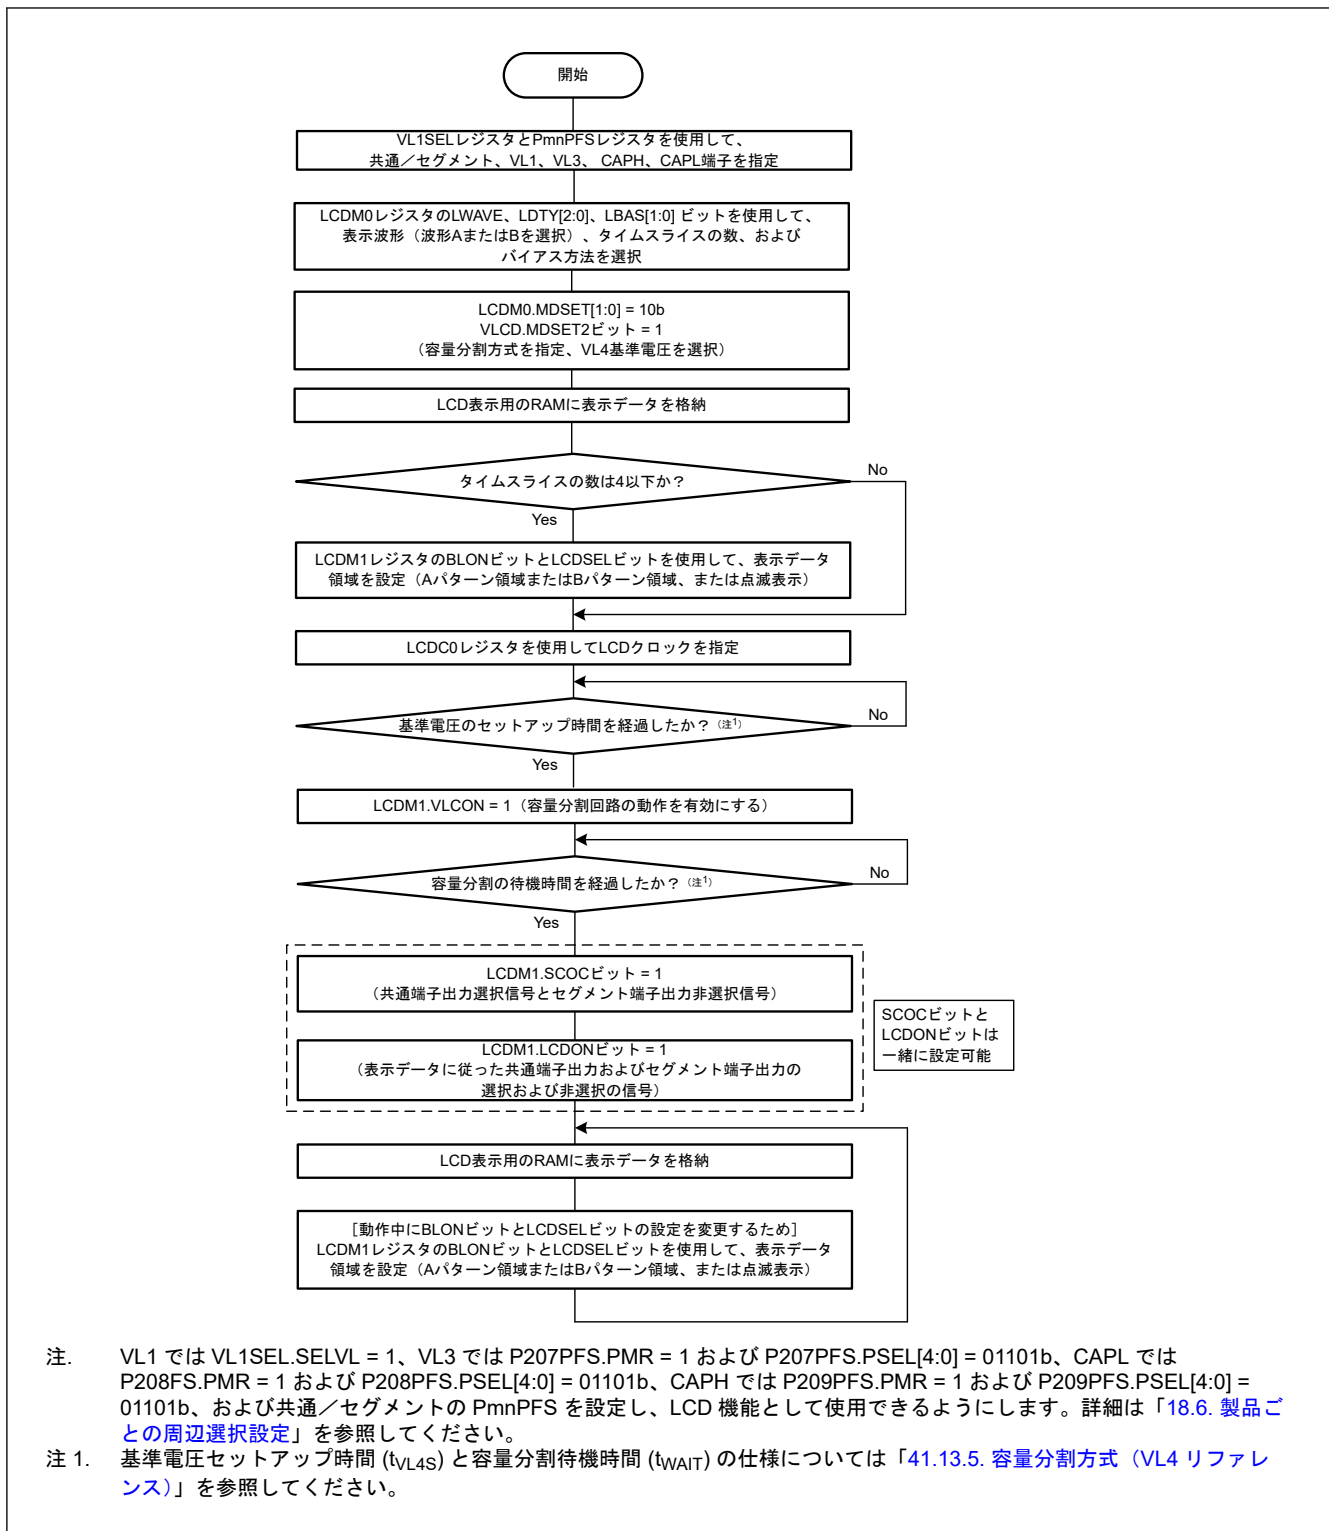 開始
VL1SELレジスタとPmnPFSレジスタを使用して、
共通／セグメント、VL1、VL3、 CAPH、CAPL端子を指定
LCDM0レジスタのLWAVE、LDTY[2:0]、LBAS[1:0] ビットを使用して、
表示波形（波形AまたはBを選択）、タイムスライスの数、および
バイアス方法を選択
LCDM0.MDSET[1:0] = 10b
VLCD.MDSET2ビット = 1
（容量分割方式を指定、VL4基準電圧を選択）
LCD表示用のRAMに表示データを格納
タイムスライスの数は4以下か？
No
Yes
LCDM1レジスタのBLONビットとLCDSELビットを使用して、表示データ
領域を設定（Aパターン領域またはBパターン領域、または点滅表示）
LCDC0レジスタを使用してLCDクロックを指定
基準電圧のセットアップ時間を経過したか？（注1）
No
Yes
LCDM1.VLCON = 1（容量分割回路の動作を有効にする）
容量分割の待機時間を経過したか？（注1）
No
Yes
LCDM1.SCOCビット = 1
（共通端子出力選択信号とセグメント端子出力非選択信号）
SCOCビットと
LCDONビットは
一緒に設定可能
LCDM1.LCDONビット = 1
（表示データに従った共通端子出力およびセグメント端子出力の
選択および非選択の信号）
LCD表示用のRAMに表示データを格納
［動作中にBLONビットとLCDSELビットの設定を変更するため］
LCDM1レジスタのBLONビットとLCDSELビットを使用して、表示データ
領域を設定（Aパターン領域またはBパターン領域、または点滅表示）
注. VL1 では VL1SEL.SELVL = 1、VL3 では P207PFS.PMR = 1 および P207PFS.PSEL[4:0] = 01101b、CAPL では
P208FS.PMR = 1 および P208PFS.PSEL[4:0] = 01101b、CAPH では P209PFS.PMR = 1 および P209PFS.PSEL[4:0] =
01101b、および共通／セグメントの PmnPFS を設定し、LCD 機能として使用できるようにします。詳細は「18.6. 製品ご
との周辺選択設定」を参照してください。
注 1. 基準電圧セットアップ時間 (tVL4S) と容量分割待機時間 (tWAIT) の仕様については「41.13.5. 容量分割方式（VL4 リファレ
ンス）」を参照してください。